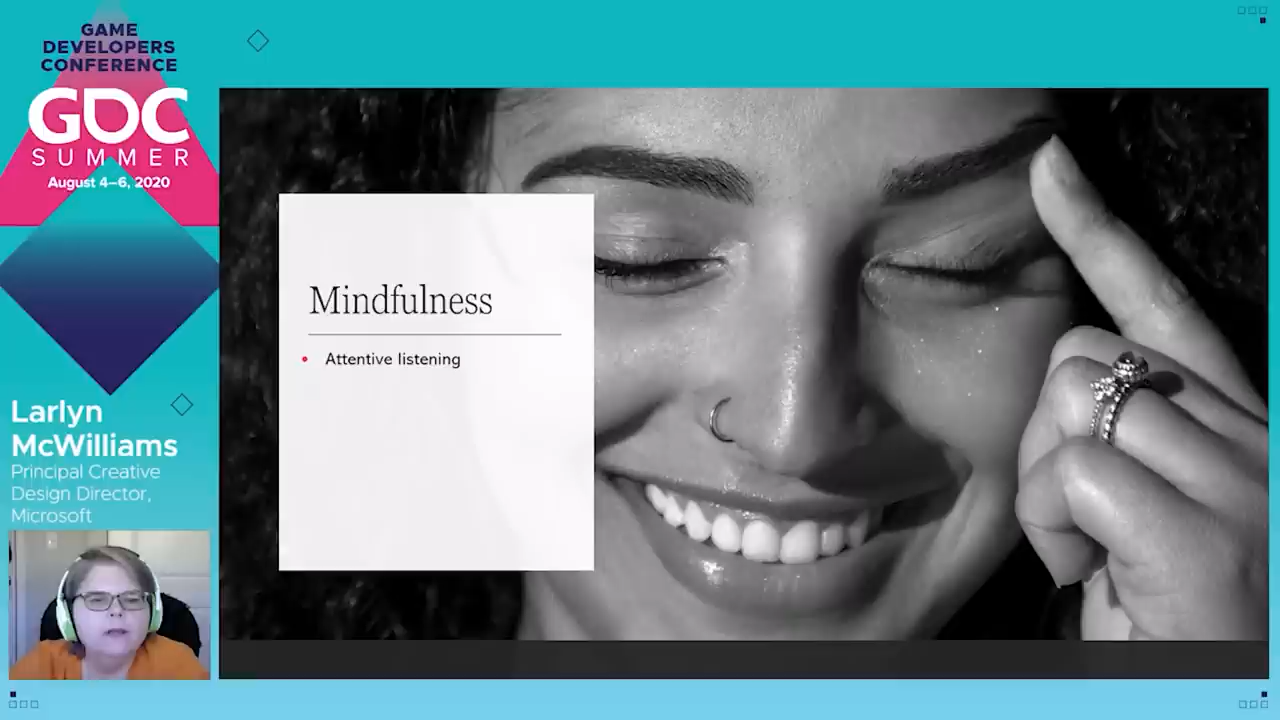 GAME
DEVELOPERS
CONFERENCE
GDC
SUMMER
August 4–6, 2020
Larlyn
McWilliams
Principal Creative
Design Director,
Microsoft
Mindfulness
Attentive listening